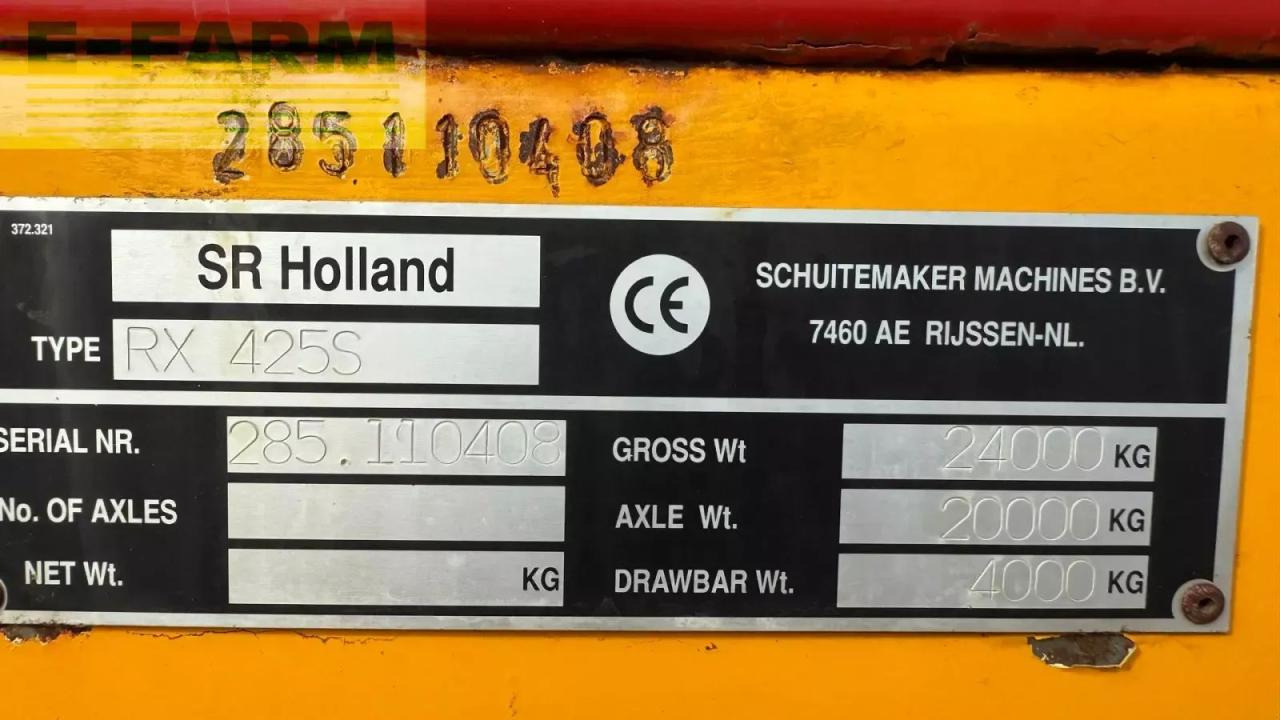 E-FARM
285110408
372.321
SR Holland
TYPE RX 425S
CE
SCHUITEMAKER MACHINES B.V.
7460 AE RIJSSEN-NL.
SERIAL NR. 285.110408
No. OF AXLES
NET Wt. KG
GROSS Wt 24000 KG
AXLE Wt. 20000 KG
DRAWBAR Wt. 4000 KG